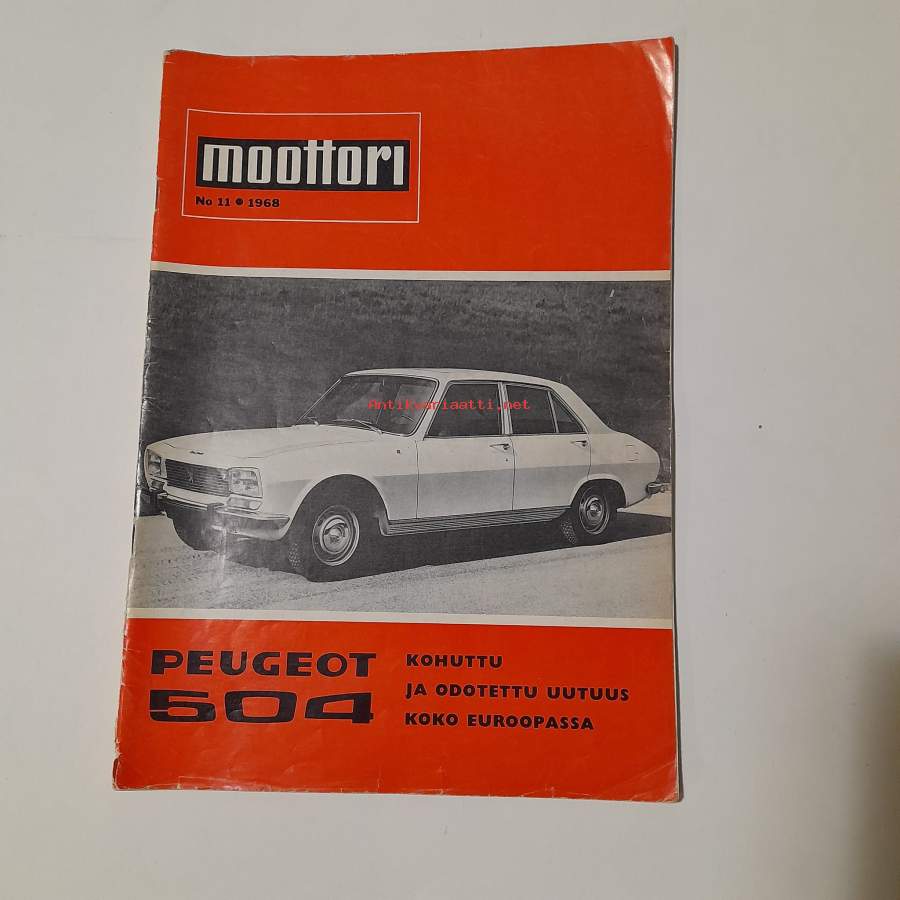 moottori
No 11 • 1968
Antikvariaatti.net
PEUGEOT
504
KOHUTTU
JA ODOTETTU UUTUUS
KOKO EUROOPASSA